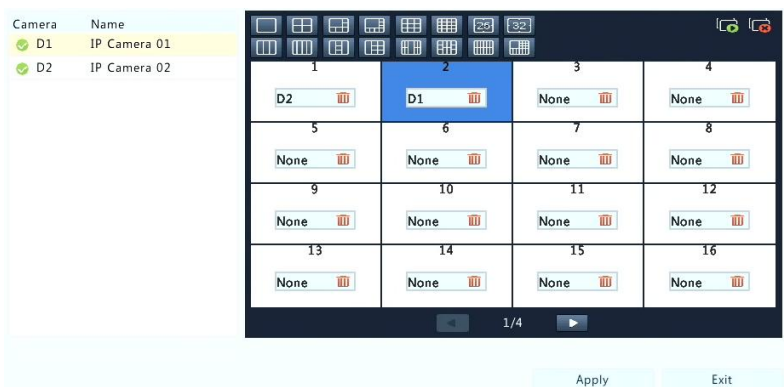 Camera Name
D1 IP Camera 01
D2 IP Camera 02
25 32
1 2 3 4
D2 D1 None None
5 6 7 8
None None None None
9 10 11 12
None None None None
13 14 15 16
None None None None
1/4
Apply Exit